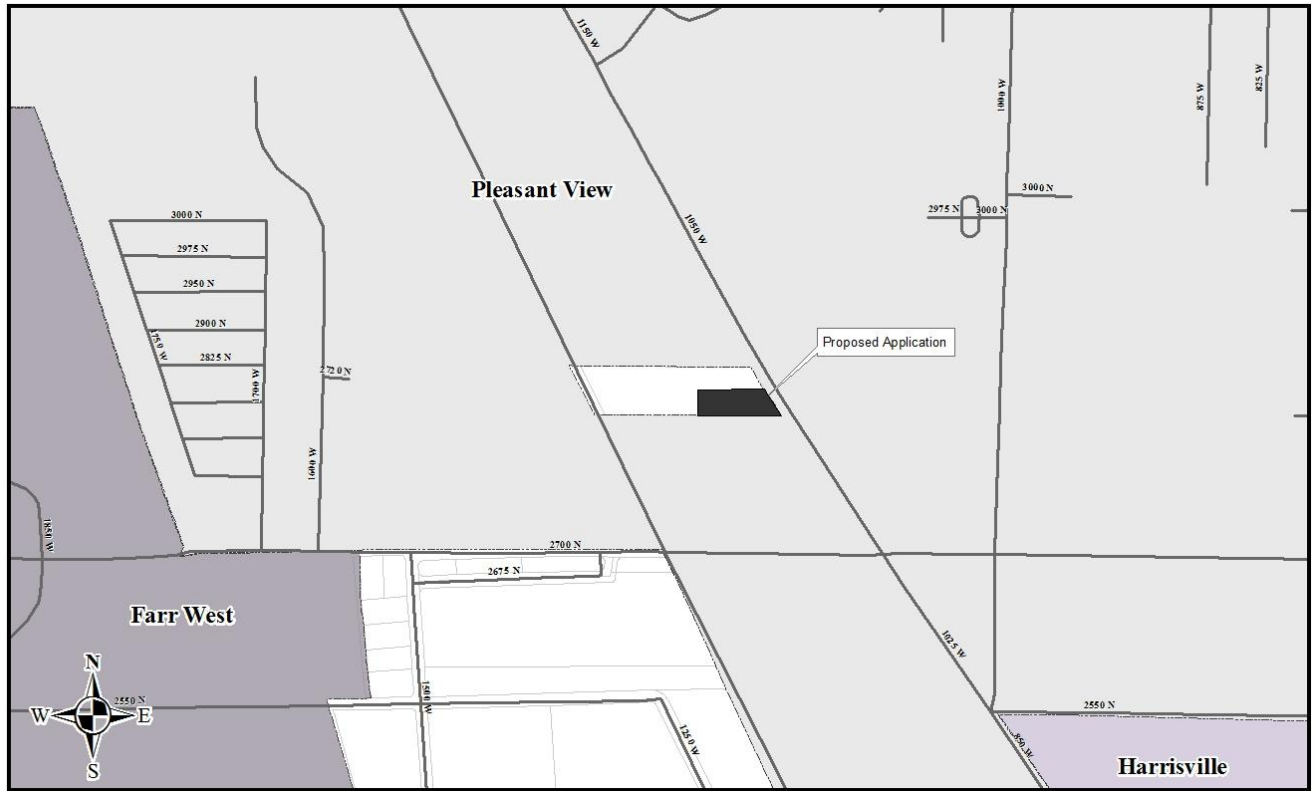 1150 W
1000 W
875 W
825 W
Pleasant View
3000 N
3000 N
2975 N
3000 N
1050 W
2975 N
2950 N
2900 N
1750 W
2825 N
1700 W
2720 N
Proposed Application
1600 W
1850 W
2700 N
2675 N
Farr West
1025 W
N
W
E
S
2550 N
1500 W
1250 W
2550 N
850 W
Harrisville